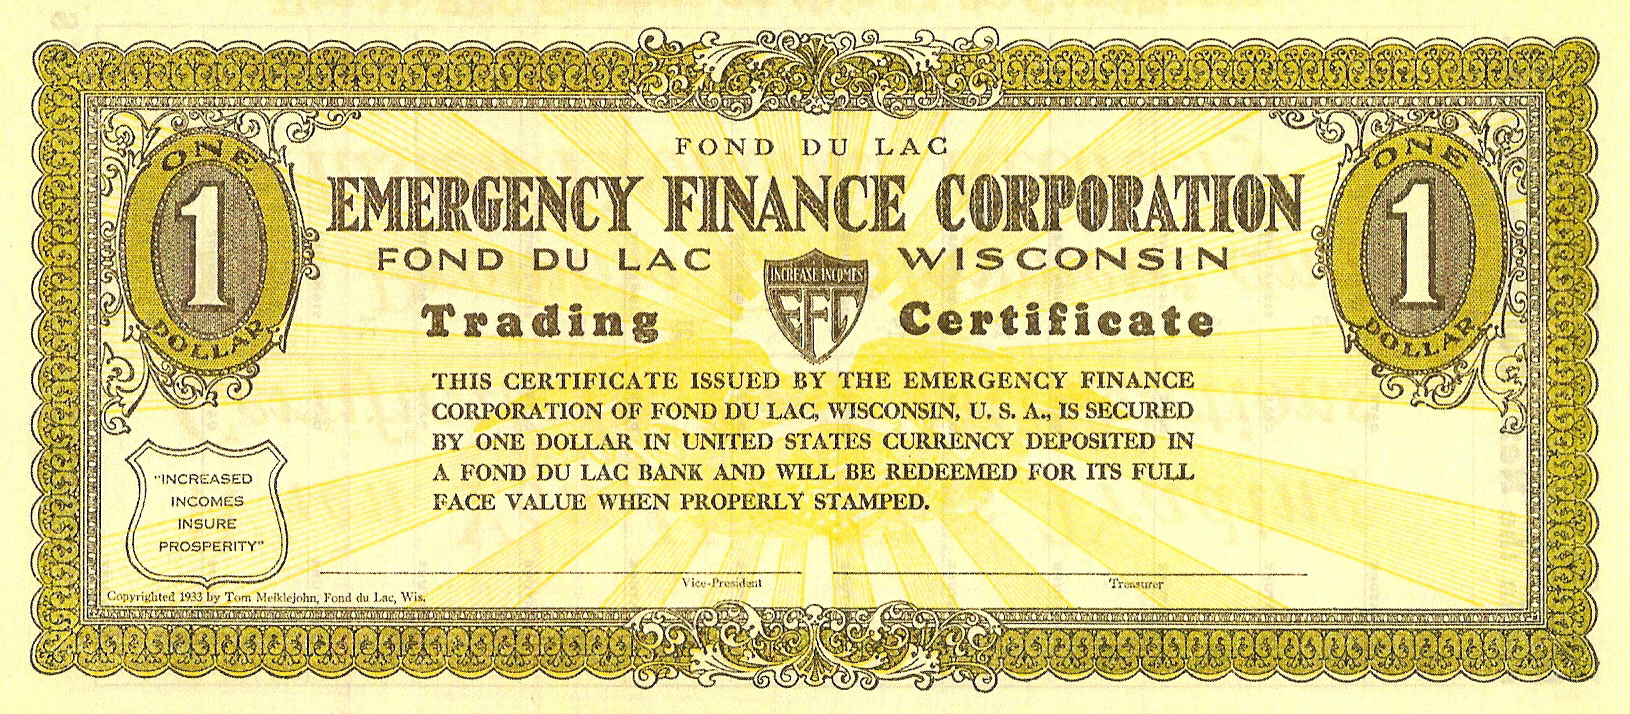 FOND DU LAC
EMERGENCY FINANCE CORPORATION
FOND DU LAC WISCONSIN
INCREASE INCOMES
EFC
Trading Certificate
ONE
1
DOLLAR
ONE
1
DOLLAR
THIS CERTIFICATE ISSUED BY THE EMERGENCY FINANCE
CORPORATION OF FOND DU LAC, WISCONSIN, U. S. A., IS SECURED
BY ONE DOLLAR IN UNITED STATES CURRENCY DEPOSITED IN
A FOND DU LAC BANK AND WILL BE REDEEMED FOR ITS FULL
FACE VALUE WHEN PROPERLY STAMPED.
"INCREASED
INCOMES
INSURE
PROSPERITY"
Vice-President
Treasurer
Copyrighted 1933 by Tom Meiklejohn, Fond du Lac, Wis.